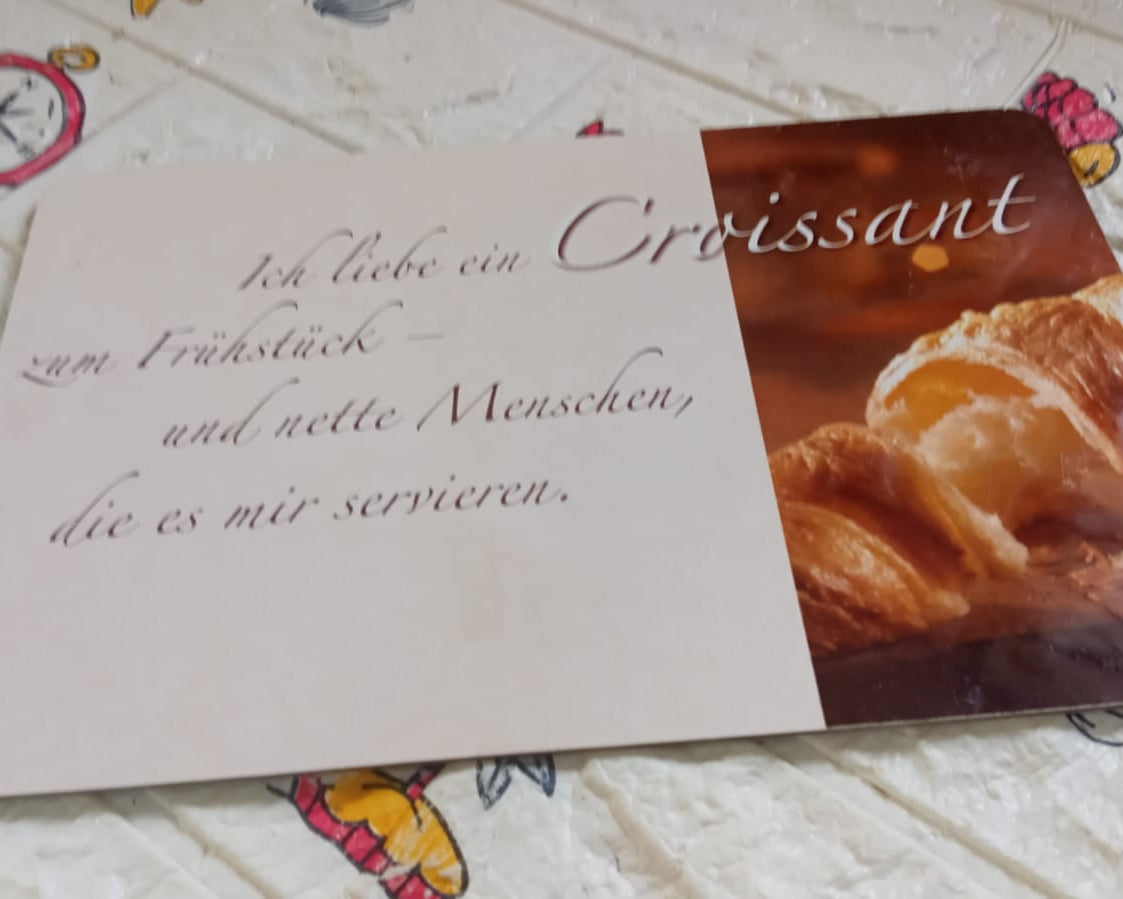 Ich liebe ein Croissant
zum Frühstück –
und nette Menschen,
die es mir servieren.